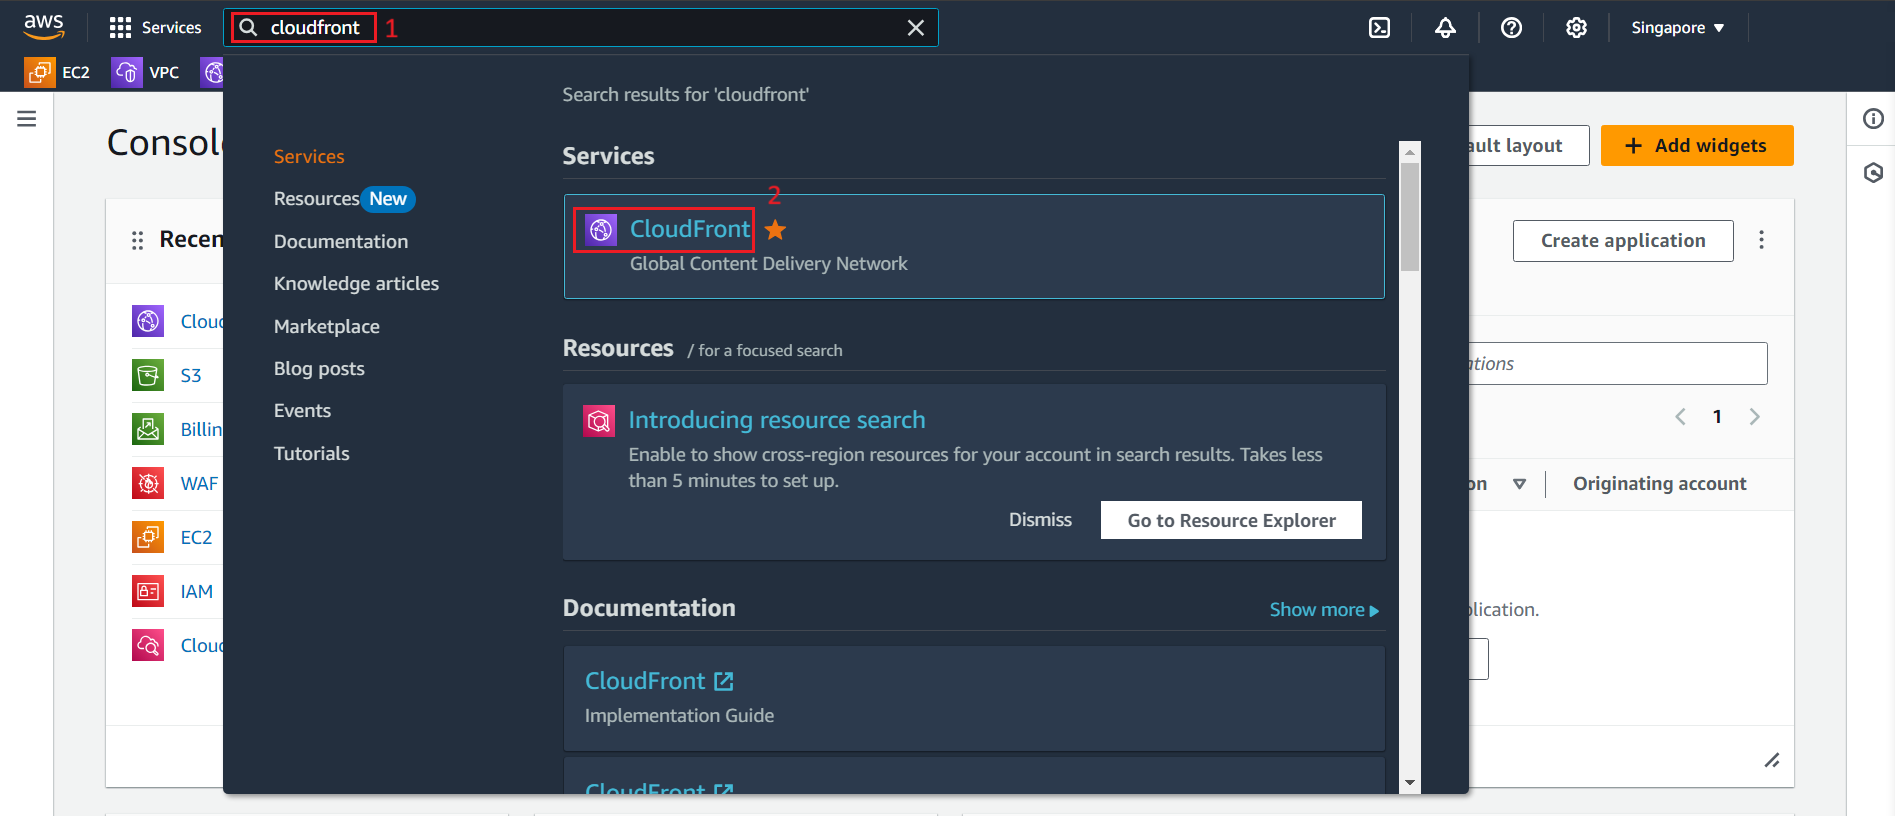 aws
Services
cloudfront
1
Singapore
EC2
VPC
Search results for 'cloudfront'
Consol
ault layout
+ Add widgets
Services
Resources New
Documentation
Knowledge articles
Marketplace
Blog posts
Events
Tutorials
Services
2
CloudFront
Global Content Delivery Network
Resources / for a focused search
Introducing resource search
Enable to show cross-region resources for your account in search results. Takes less
than 5 minutes to set up.
Dismiss
Go to Resource Explorer
Documentation
Show more
CloudFront
Implementation Guide
CloudFront
Recen
Cloud
S3
Billin
WAF
EC2
IAM
Cloud
Create application
ations
1
on
Originating account
plication.